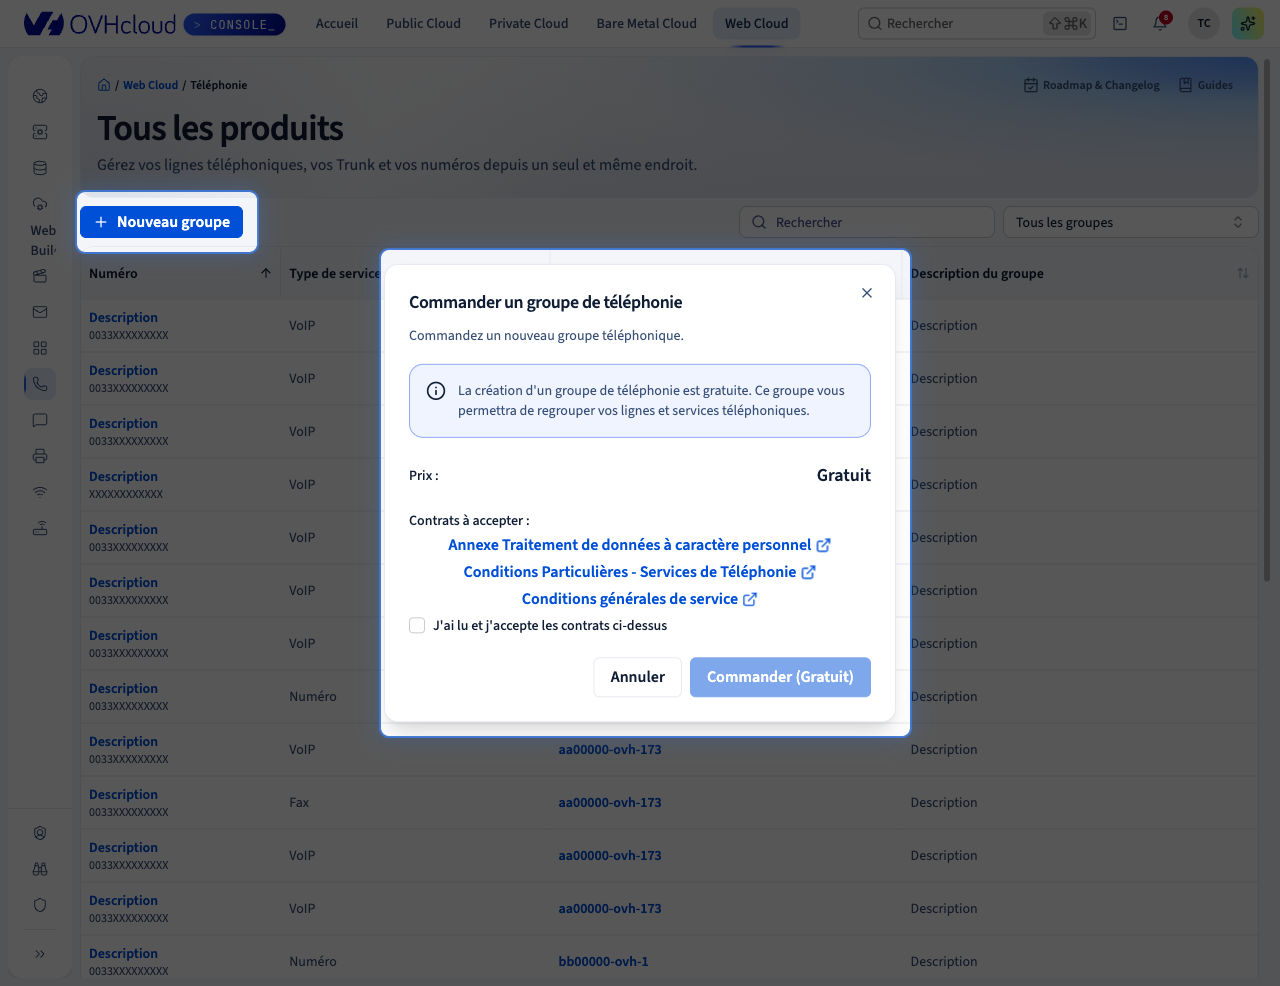 OVHcloud > CONSOLE_ Accueil Public Cloud Private Cloud Bare Metal Cloud Web Cloud Rechercher ⇧⌘K 8 TC
/ Web Cloud / Téléphonie Roadmap & Changelog Guides
Tous les produits
Gérez vos lignes téléphoniques, vos Trunk et vos numéros depuis un seul et même endroit.
Web
+ Nouveau groupe Rechercher Tous les groupes
Numéro Type de service Description du groupe
Commander un groupe de téléphonie
Commandez un nouveau groupe téléphonique.
La création d'un groupe de téléphonie est gratuite. Ce groupe vous
permettra de regrouper vos lignes et services téléphoniques.
Prix : Gratuit
Contrats à accepter :
Annexe Traitement de données à caractère personnel
Conditions Particulières - Services de Téléphonie
Conditions générales de service
J'ai lu et j'accepte les contrats ci-dessus
Annuler Commander (Gratuit)
Description
0033XXXXXXXXX VoIP Description
Description
0033XXXXXXXXX VoIP Description
Description
0033XXXXXXXXX VoIP Description
Description
XXXXXXXXXXXX VoIP Description
Description
0033XXXXXXXXX VoIP Description
Description
0033XXXXXXXXX VoIP Description
Description
0033XXXXXXXXX VoIP Description
Description
0033XXXXXXXXX Numéro Description
Description
0033XXXXXXXXX VoIP aa00000-ovh-173 Description
Description
0033XXXXXXXXX Fax aa00000-ovh-173 Description
Description
0033XXXXXXXXX VoIP aa00000-ovh-173 Description
Description
0033XXXXXXXXX VoIP aa00000-ovh-173 Description
Description
0033XXXXXXXXX Numéro bb00000-ovh-1 Description